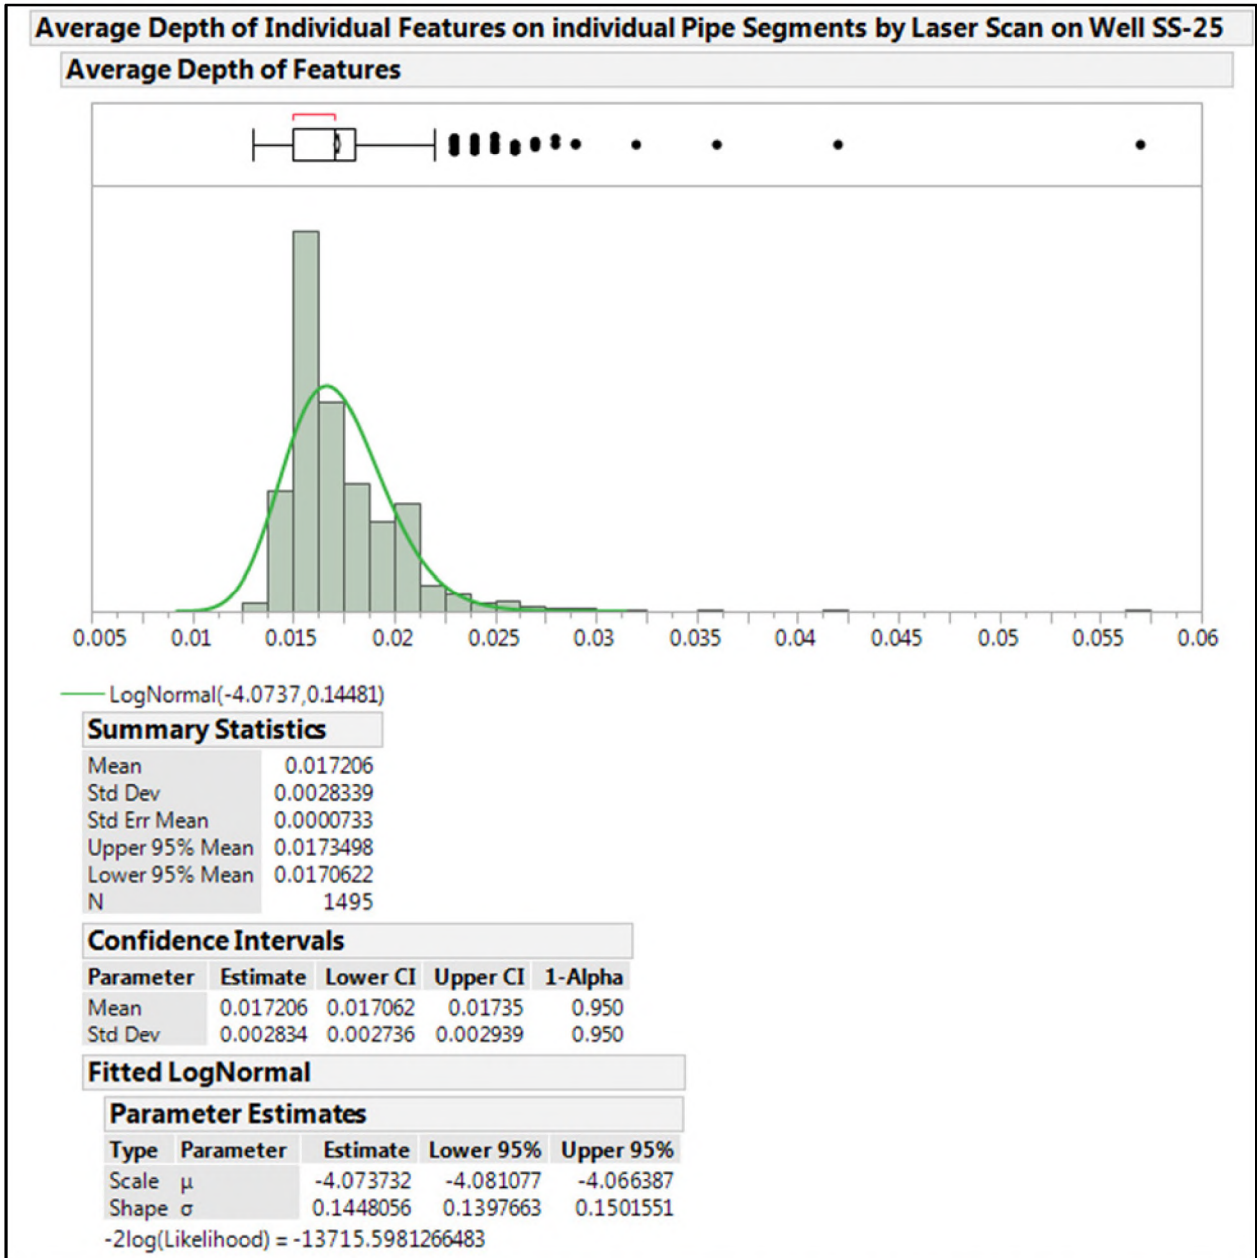 Average Depth of Individual Features on individual Pipe Segments by Laser Scan on Well SS-25
Average Depth of Features
0.005 0.01 0.015 0.02 0.025 0.03 0.035 0.04 0.045 0.05 0.055 0.06
LogNormal(-4.0737,0.14481)
Summary Statistics
Mean 0.017206
Std Dev 0.0028339
Std Err Mean 0.0000733
Upper 95% Mean 0.0173498
Lower 95% Mean 0.0170622
N 1495
Confidence Intervals
Parameter Estimate Lower CI Upper CI 1-Alpha
Mean 0.017206 0.017062 0.01735 0.950
Std Dev 0.002834 0.002736 0.002939 0.950
Fitted LogNormal
Parameter Estimates
Type Parameter Estimate Lower 95% Upper 95%
Scale μ -4.073732 -4.081077 -4.066387
Shape σ 0.1448056 0.1397663 0.1501551
-2log(Likelihood) = -13715.5981266483